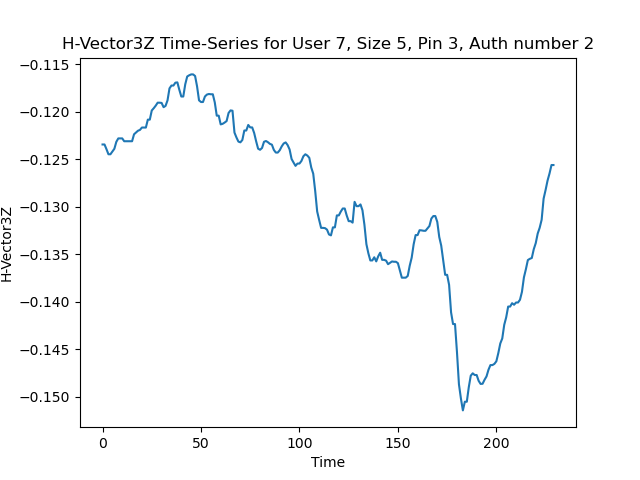 H-Vector3Z Time-Series for User 7, Size 5, Pin 3, Auth number 2
−0.115
−0.120
−0.125
−0.130
−0.135
−0.140
−0.145
−0.150
H-Vector3Z
0 50 100 150 200
Time